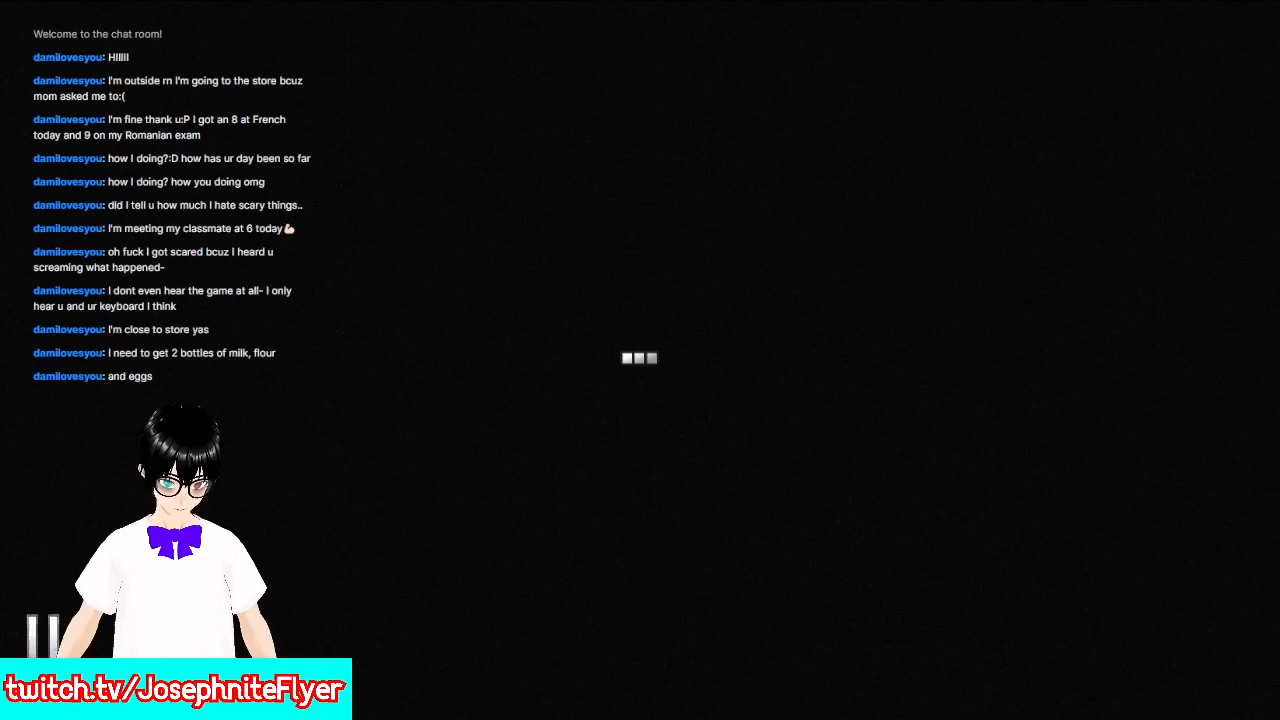 Welcome to the chat room!
damilovesyou: HIIIII
damilovesyou: I'm outside rn I'm going to the store bcuz
mom asked me to:(
damilovesyou: I'm fine thank u:P I got an 8 at French
today and 9 on my Romanian exam
damilovesyou: how I doing?:D how has ur day been so far
damilovesyou: how I doing? how you doing omg
damilovesyou: did I tell u how much I hate scary things..
damilovesyou: I'm meeting my classmate at 6 today💪🏻
damilovesyou: oh fuck I got scared bcuz I heard u
screaming what happened-
damilovesyou: I dont even hear the game at all- I only
hear u and ur keyboard I think
damilovesyou: I'm close to store yas
damilovesyou: I need to get 2 bottles of milk, flour
damilovesyou: and eggs
twitch.tv/JosephniteFlyer